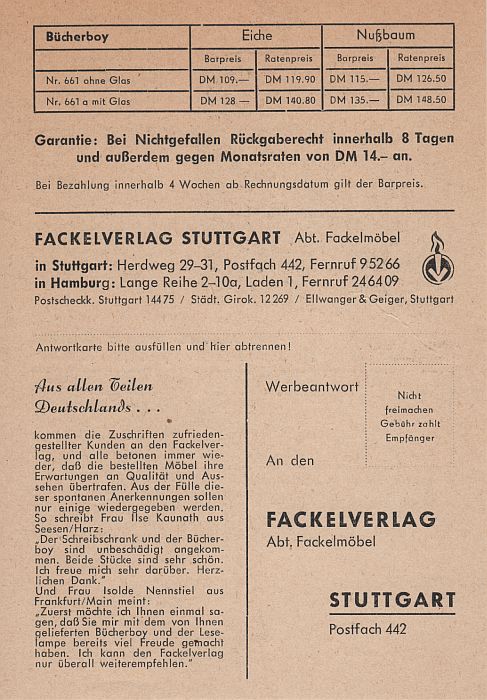 Bücherboy Eiche Nußbaum
Barpreis Ratenpreis Barpreis Ratenpreis
Nr. 661 ohne Glas DM 109.— DM 119.90 DM 115.— DM 126.50
Nr. 661 a mit Glas DM 128 — DM 140.80 DM 135.— DM 148.50
Garantie: Bei Nichtgefallen Rückgaberecht innerhalb 8 Tagen
und außerdem gegen Monatsraten von DM 14.– an.
Bei Bezahlung innerhalb 4 Wochen ab Rechnungsdatum gilt der Barpreis.
FACKELVERLAG STUTTGART Abt. Fackelmöbel
in Stuttgart: Herdweg 29–31, Postfach 442, Fernruf 95266
in Hamburg: Lange Reihe 2–10a, Laden 1, Fernruf 246409
Postscheckk. Stuttgart 14475 / Städt. Girok. 12269 / Ellwanger & Geiger, Stuttgart
Antwortkarte bitte ausfüllen und hier abtrennen!
Aus allen Teilen
Deutschlands . . .
kommen die Zuschriften zufrieden-
gestellter Kunden an den Fackelver-
lag, und alle betonen immer wie-
der, daß die bestellten Möbel ihre
Erwartungen an Qualität und Aus-
sehen übertrafen. Aus der Fülle die-
ser spontanen Anerkennungen sollen
nur einige wiedergegeben werden.
So schreibt Frau Ilse Kaunath aus
Seesen/Harz:
„Der Schreibschrank und der Bücher-
boy sind unbeschädigt angekom-
men. Beide Stücke sind sehr schön.
Ich freue mich sehr darüber. Herz-
lichen Dank."
Und Frau Isolde Nennstiel aus
Frankfurt/Main meint:
„Zuerst möchte ich Ihnen einmal sa-
gen, daß Sie mir mit dem von Ihnen
gelieferten Bücherboy und der Lese-
lampe bereits viel Freude gemacht
haben. Ich kann den Fackelverlag
nur überall weiterempfehlen."
Werbeantwort
Nicht
freimachen
Gebühr zahlt
Empfänger
An den
FACKELVERLAG
Abt. Fackelmöbel
STUTTGART
Postfach 442